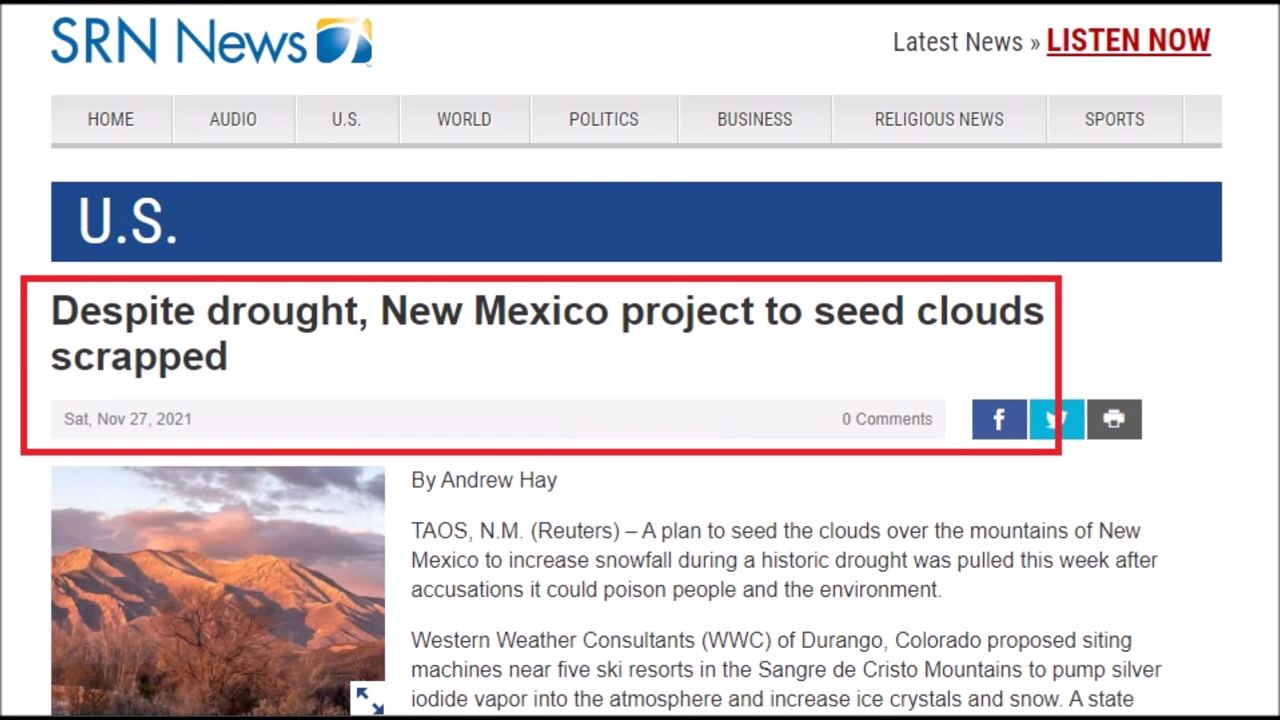 SRN News
Latest News » LISTEN NOW
HOME AUDIO U.S. WORLD POLITICS BUSINESS RELIGIOUS NEWS SPORTS
U.S.
Despite drought, New Mexico project to seed clouds
scrapped
Sat, Nov 27, 2021 0 Comments
By Andrew Hay
TAOS, N.M. (Reuters) – A plan to seed the clouds over the mountains of New
Mexico to increase snowfall during a historic drought was pulled this week after
accusations it could poison people and the environment.
Western Weather Consultants (WWC) of Durango, Colorado proposed siting
machines near five ski resorts in the Sangre de Cristo Mountains to pump silver
iodide vapor into the atmosphere and increase ice crystals and snow. A state